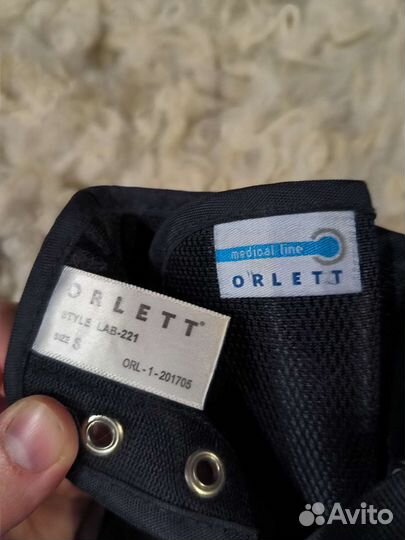 medical line
ORLETT
ORLETT®
STYLE LAB-221
SIZE S
ORL-1-201705
Avito